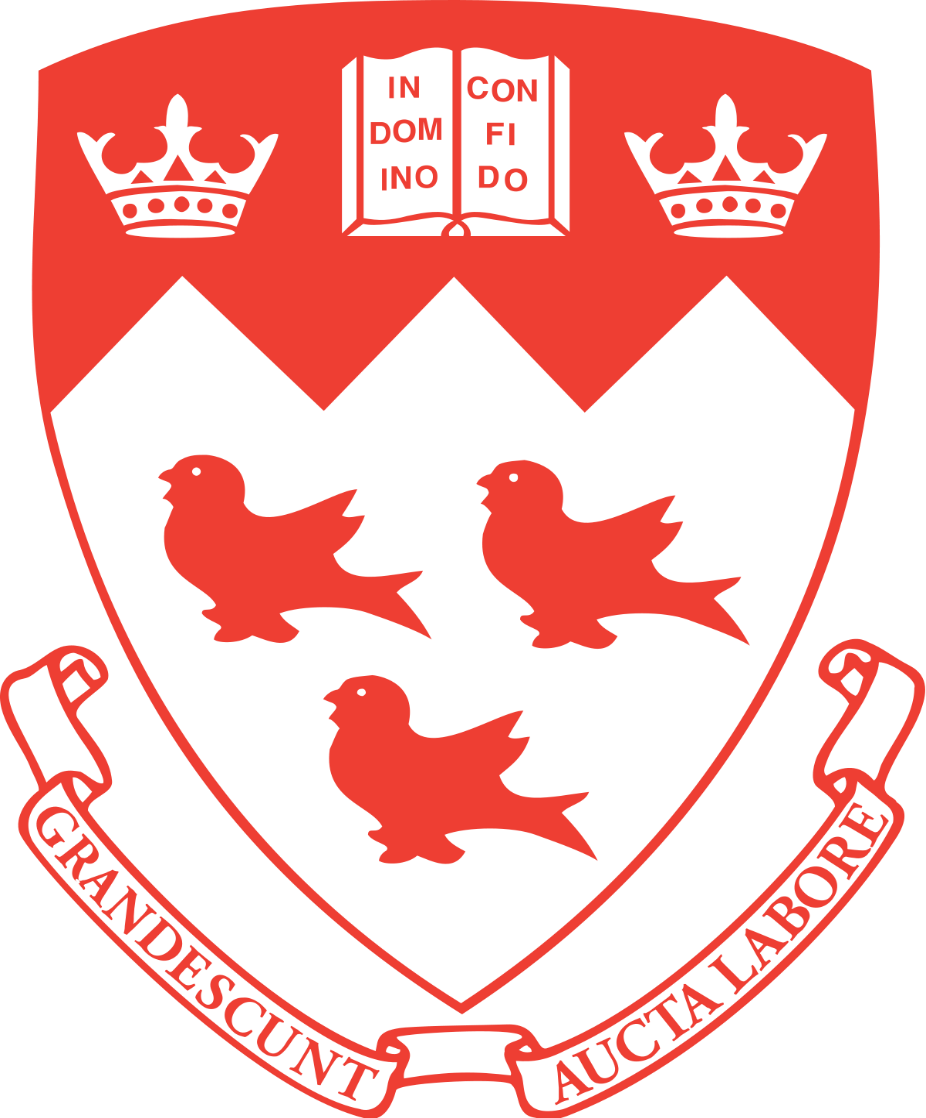 IN
DOM
INO
CON
FI
DO
GRANDESCUNT
AUCTA LABORE